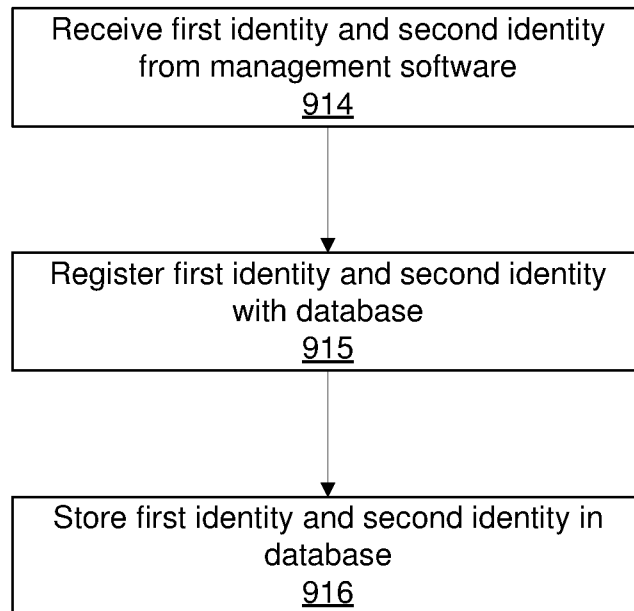 Receive first identity and second identity
from management software
914
Register first identity and second identity
with database
915
Store first identity and second identity in
database
916